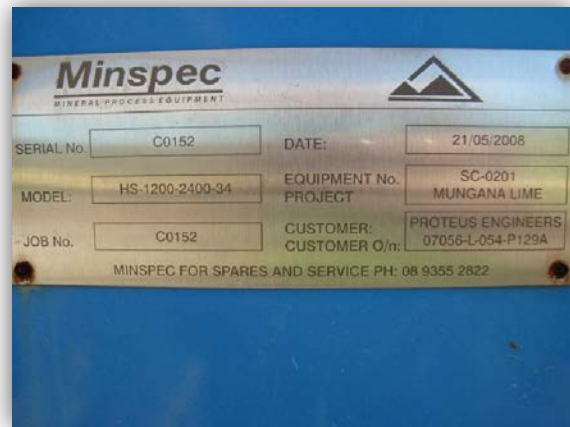 Minspec
MINERAL PROCESS EQUIPMENT
SERIAL No. C0152 DATE: 21/05/2008
MODEL: HS-1200-2400-34 EQUIPMENT No. SC-0201
PROJECT MUNGANA LIME
JOB No. C0152 CUSTOMER: PROTEUS ENGINEERS
CUSTOMER O/n: 07056-L-054-P129A
MINSPEC FOR SPARES AND SERVICE PH: 08 9355 2822